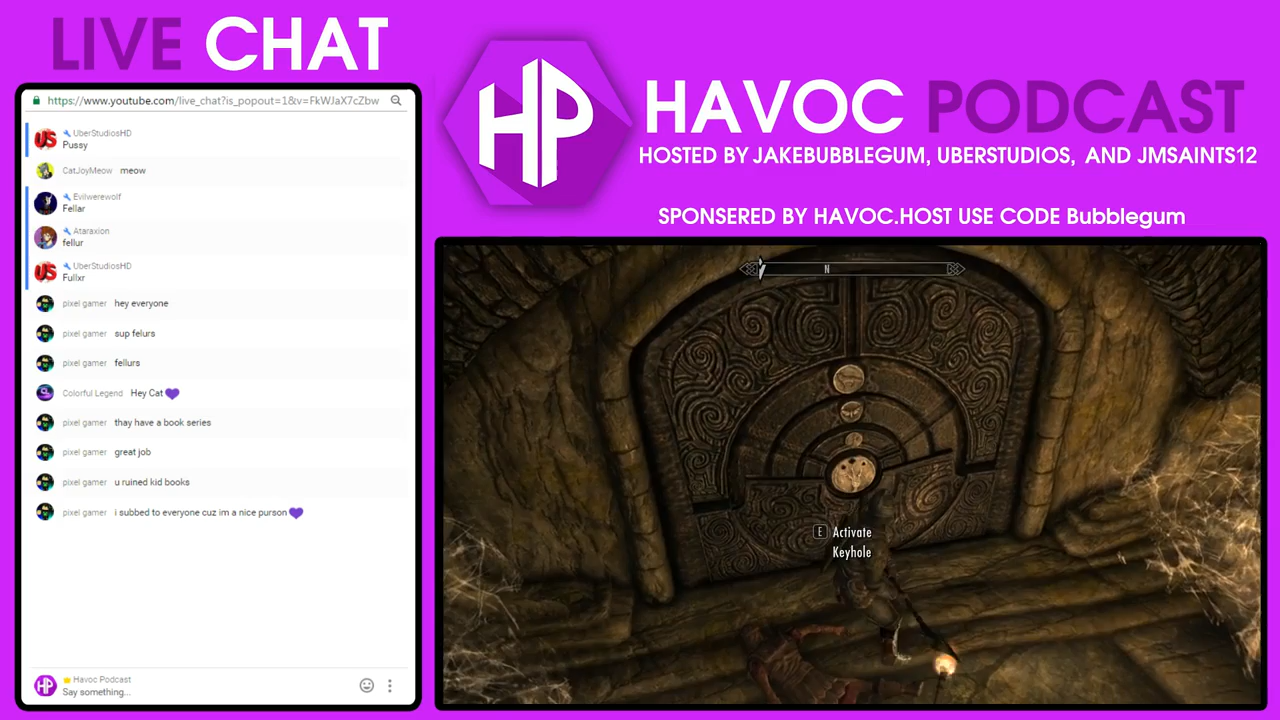 LIVE CHAT
https://www.youtube.com/live_chat?is_popout=1&v=FkWJaX7cZbw
US
UberStudiosHD
Pussy
CatJoyMeow meow
Evilwerewolf
Fellar
Ataraxion
fellur
US
UberStudiosHD
Fullxr
pixel gamer hey everyone
pixel gamer sup felurs
pixel gamer fellurs
Colorful Legend Hey Cat
pixel gamer thay have a book series
pixel gamer great job
pixel gamer u ruined kid books
pixel gamer i subbed to everyone cuz im a nice purson
HP
Havoc Podcast
Say something...
HP
HAVOC PODCAST
HOSTED BY JAKEBUBBLEGUM, UBERSTUDIOS, AND JMSAINTS12
SPONSERED BY HAVOC.HOST USE CODE Bubblegum
N
E Activate
Keyhole